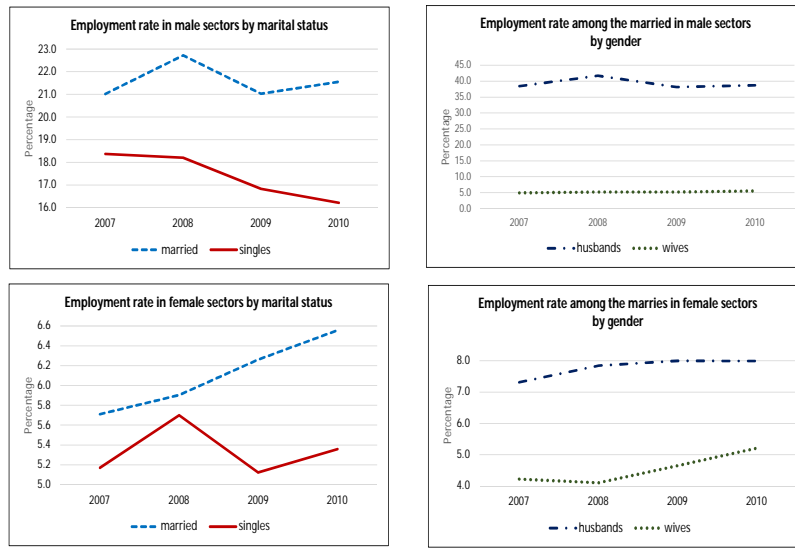 Employment rate in male sectors by marital status
23.0
22.0
21.0
20.0
19.0
18.0
17.0
16.0
Percentage
2007 2008 2009 2010
married singles
Employment rate among the married in male sectors
by gender
45.0
40.0
35.0
30.0
25.0
20.0
15.0
10.0
5.0
0.0
Percentage
2007 2008 2009 2010
husbands wives
Employment rate in female sectors by marital status
6.6
6.4
6.2
6.0
5.8
5.6
5.4
5.2
5.0
Percentage
2007 2008 2009 2010
married singles
Employment rate among the marries in female sectors
by gender
8.0
7.0
6.0
5.0
4.0
Percentage
2007 2008 2009 2010
husbands wives